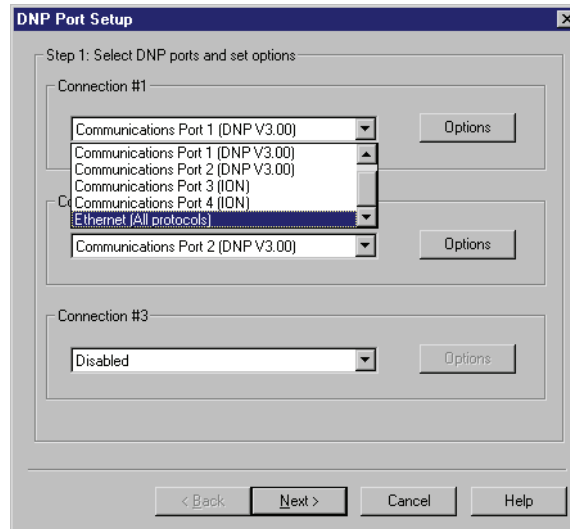 DNP Port Setup
Step 1: Select DNP ports and set options
Connection #1
Communications Port 1 (DNP V3.00)
Options
Communications Port 1 (DNP V3.00)
Communications Port 2 (DNP V3.00)
Communications Port 3 (ION)
Communications Port 4 (ION)
Ethernet (All protocols)
Communications Port 2 (DNP V3.00)
Options
Connection #3
Disabled
Options
< Back
Next >
Cancel
Help